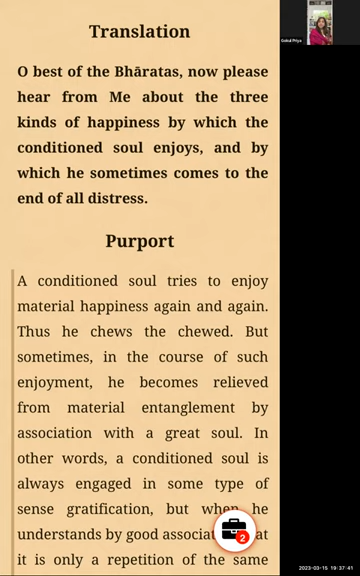 Translation
O best of the Bhāratas, now please
hear from Me about the three
kinds of happiness by which the
conditioned soul enjoys, and by
which he sometimes comes to the
end of all distress.
Purport
A conditioned soul tries to enjoy
material happiness again and again.
Thus he chews the chewed. But
sometimes, in the course of such
enjoyment, he becomes relieved
from material entanglement by
association with a great soul. In
other words, a conditioned soul is
always engaged in some type of
sense gratification, but when he
understands by good
it is only a repetition of the same
2
Gokul Priya
2023-03-15 19:37:41